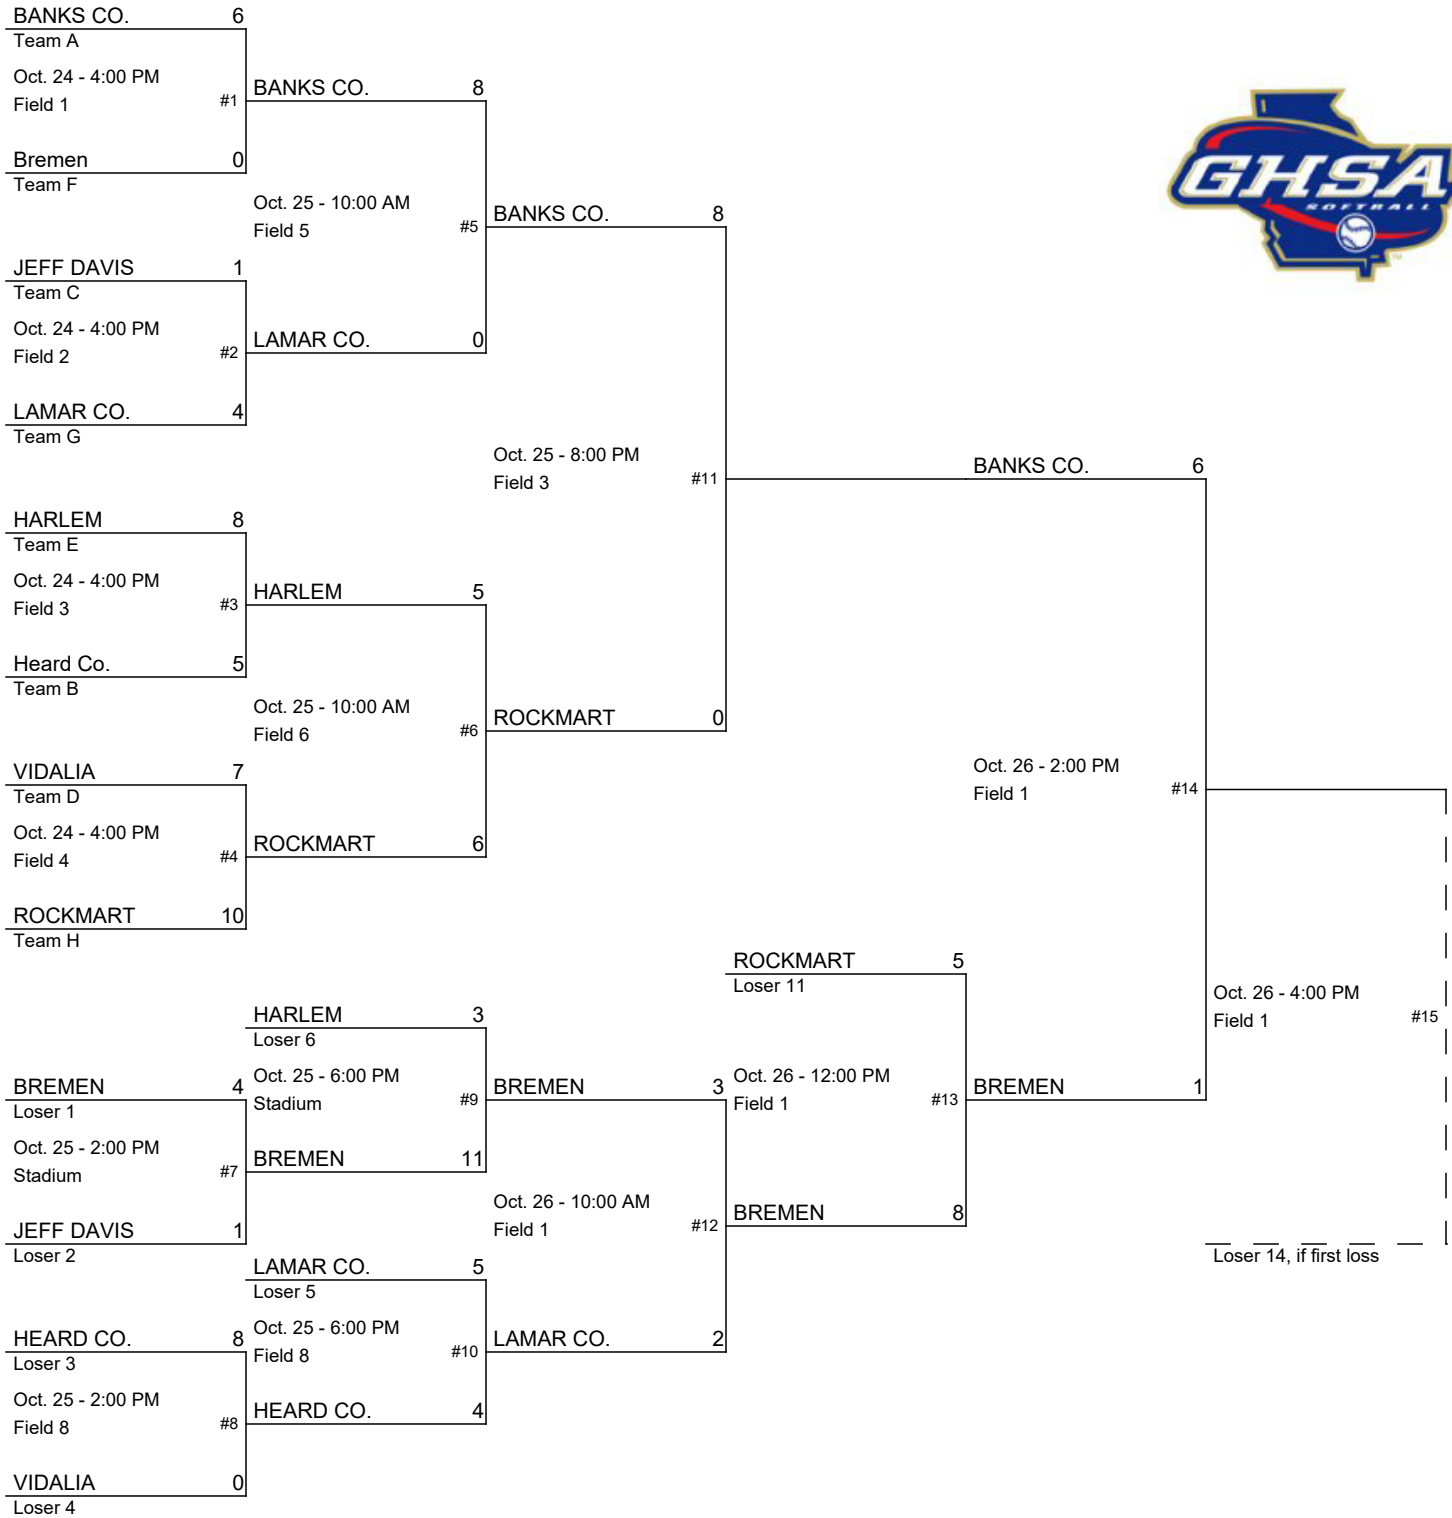 BANKS CO. 6
Team A
Oct. 24 - 4:00 PM
Field 1
#1
Bremen 0
Team F
BANKS CO. 8
Oct. 25 - 10:00 AM
Field 5
#5
JEFF DAVIS 1
Team C
Oct. 24 - 4:00 PM
Field 2
#2
LAMAR CO. 4
Team G
LAMAR CO. 0
BANKS CO. 8
Oct. 25 - 8:00 PM
Field 3
#11
HARLEM 8
Team E
Oct. 24 - 4:00 PM
Field 3
#3
Heard Co. 5
Team B
HARLEM 5
Oct. 25 - 10:00 AM
Field 6
#6
VIDALIA 7
Team D
Oct. 24 - 4:00 PM
Field 4
#4
ROCKMART 10
Team H
ROCKMART 6
ROCKMART 0
GHSA
SOFTBALL
TM
BANKS CO. 6
Oct. 26 - 2:00 PM
Field 1
#14
BREMEN 4
Loser 1
Oct. 25 - 2:00 PM
Stadium
#7
JEFF DAVIS 1
Loser 2
HARLEM 3
Loser 6
Oct. 25 - 6:00 PM
Stadium
#9
BREMEN 11
HEARD CO. 8
Loser 3
Oct. 25 - 2:00 PM
Field 8
#8
VIDALIA 0
Loser 4
LAMAR CO. 5
Loser 5
Oct. 25 - 6:00 PM
Field 8
#10
HEARD CO. 4
BREMEN 3
Oct. 26 - 10:00 AM
Field 1
#12
LAMAR CO. 2
ROCKMART 5
Loser 11
Oct. 26 - 12:00 PM
Field 1
#13
BREMEN 8
BREMEN 1
Oct. 26 - 4:00 PM
Field 1
#15
Loser 14, if first loss